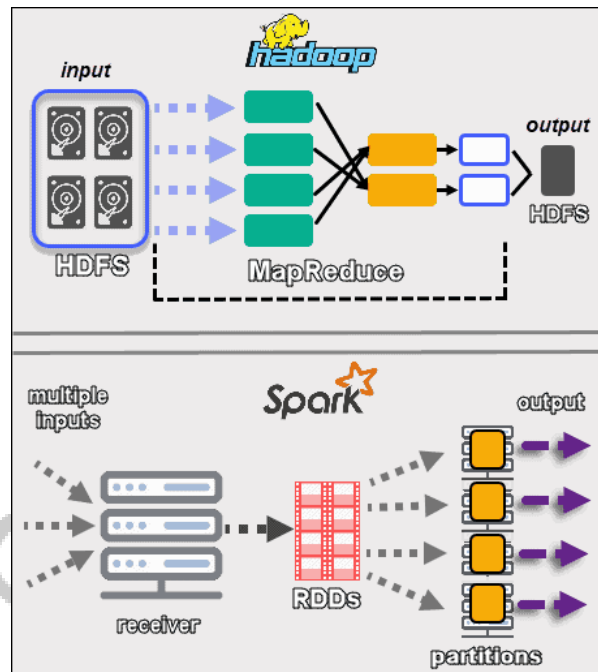 hadoop
input
output
HDFS
MapReduce
HDFS
Spark
multiple
inputs
output
RDDs
receiver
partitions